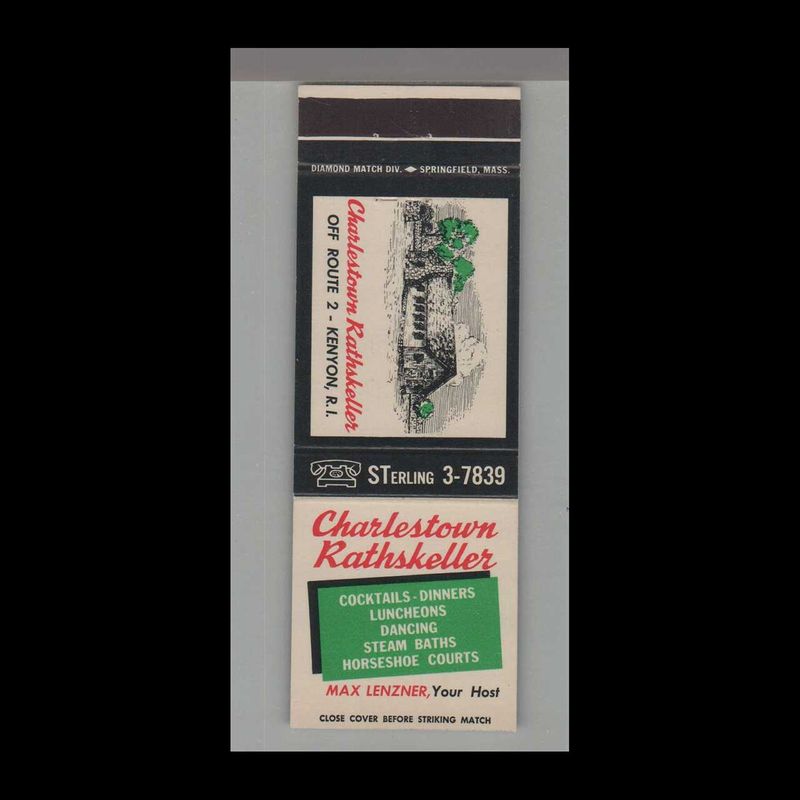 DIAMOND MATCH DIV. ◆ SPRINGFIELD, MASS.
Charlestown Rathskeller
OFF ROUTE 2 - KENYON, R.I.
STERLING 3-7839
Charlestown
Rathskeller
COCKTAILS - DINNERS
LUNCHEONS
DANCING
STEAM BATHS
HORSESHOE COURTS
MAX LENZNER, Your Host
CLOSE COVER BEFORE STRIKING MATCH